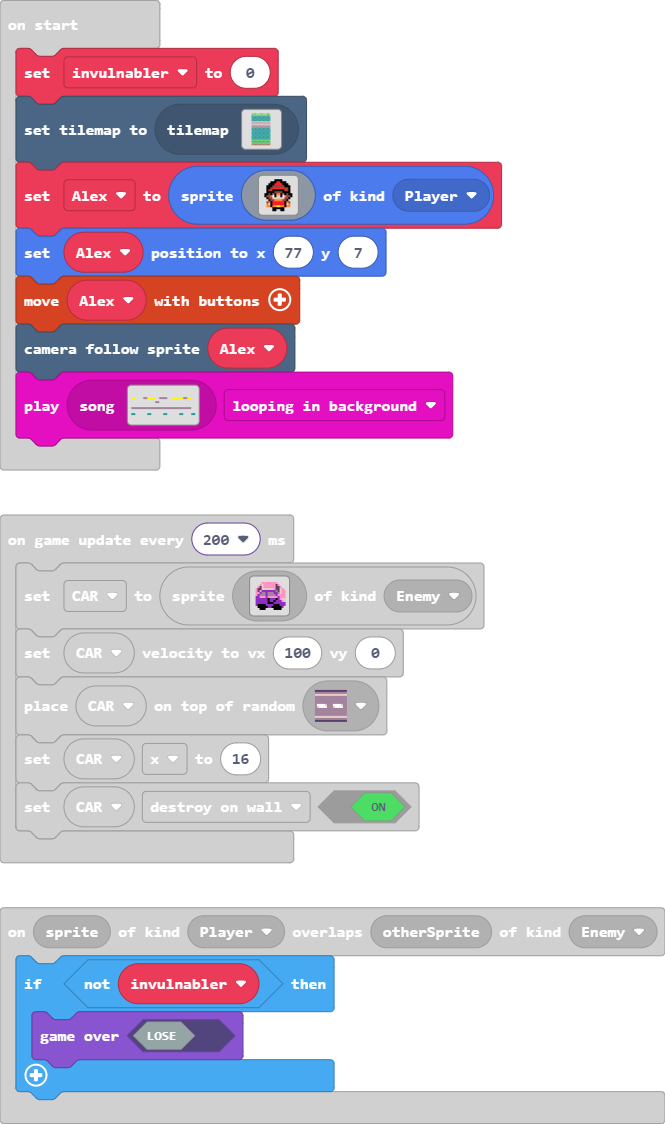 on start
set invulnabler to 0
set tilemap to tilemap
set Alex to sprite of kind Player
set Alex position to x 77 y 7
move Alex with buttons
camera follow sprite Alex
play song looping in background
on game update every 200 ms
set CAR to sprite of kind Enemy
set CAR velocity to vx 100 vy 0
place CAR on top of random
set CAR x to 16
set CAR destroy on wall ON
on sprite of kind Player overlaps otherSprite of kind Enemy
if not invulnabler then
game over LOSE